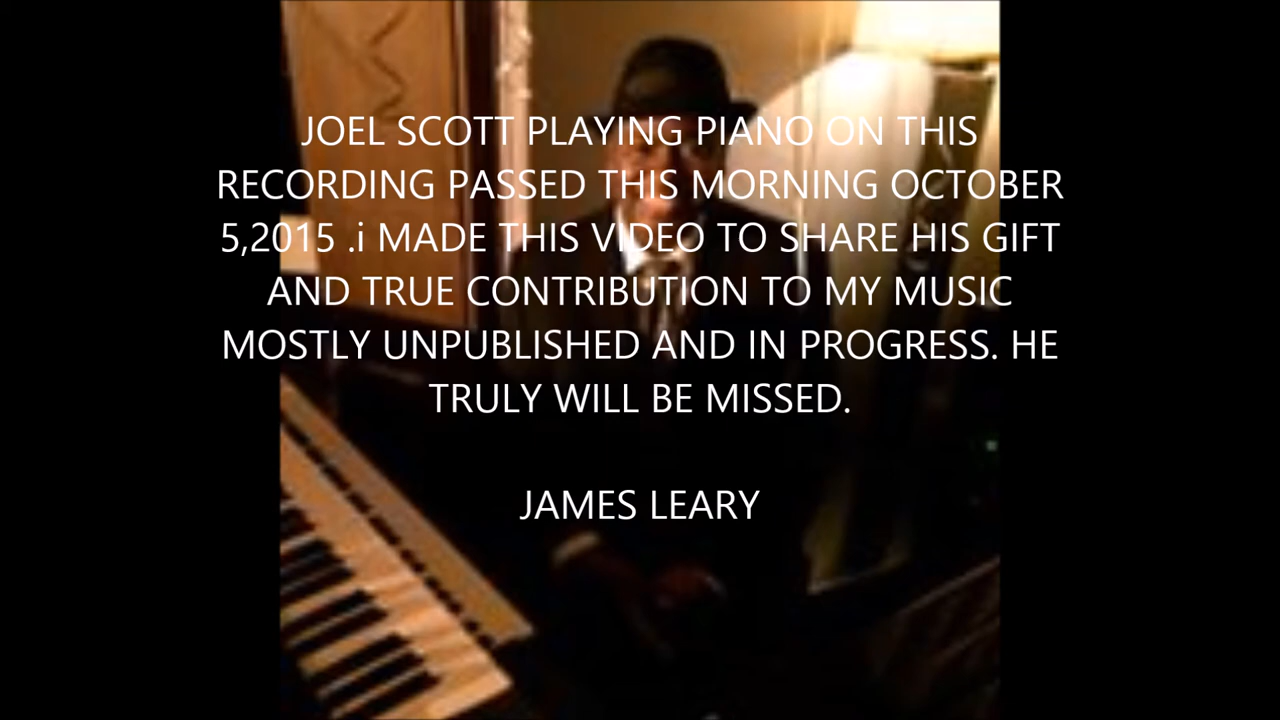 JOEL SCOTT PLAYING PIANO ON THIS
RECORDING PASSED THIS MORNING OCTOBER
5,2015 .i MADE THIS VIDEO TO SHARE HIS GIFT
AND TRUE CONTRIBUTION TO MY MUSIC
MOSTLY UNPUBLISHED AND IN PROGRESS. HE
TRULY WILL BE MISSED.
JAMES LEARY